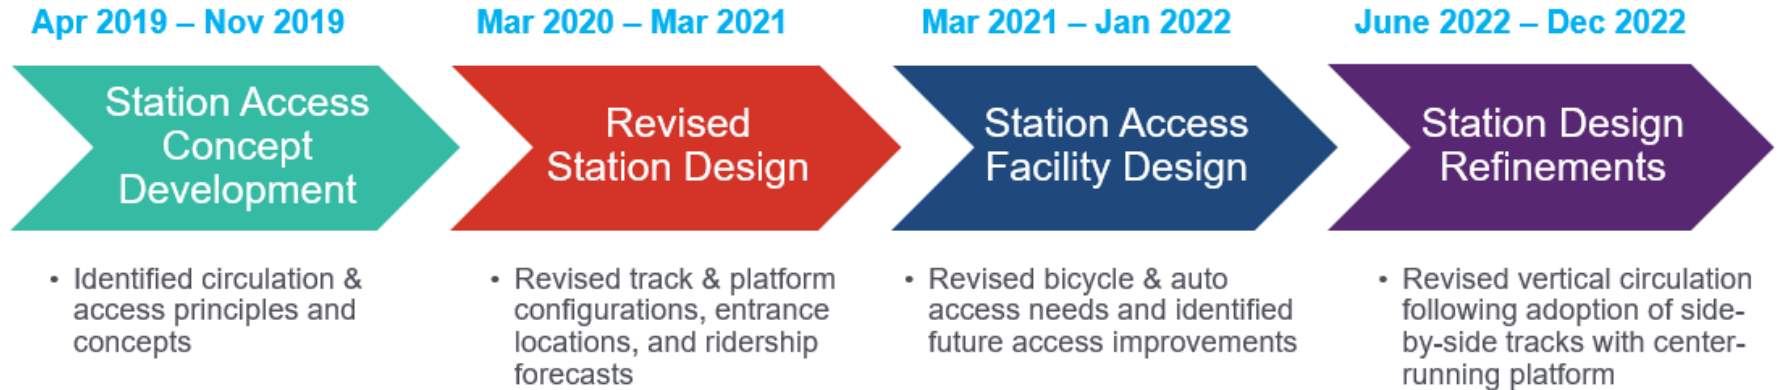 Apr 2019 – Nov 2019
Station Access
Concept
Development
• Identified circulation &
access principles and
concepts
Mar 2020 – Mar 2021
Revised
Station Design
• Revised track & platform
configurations, entrance
locations, and ridership
forecasts
Mar 2021 – Jan 2022
Station Access
Facility Design
• Revised bicycle & auto
access needs and identified
future access improvements
June 2022 – Dec 2022
Station Design
Refinements
• Revised vertical circulation
following adoption of side-
by-side tracks with center-
running platform